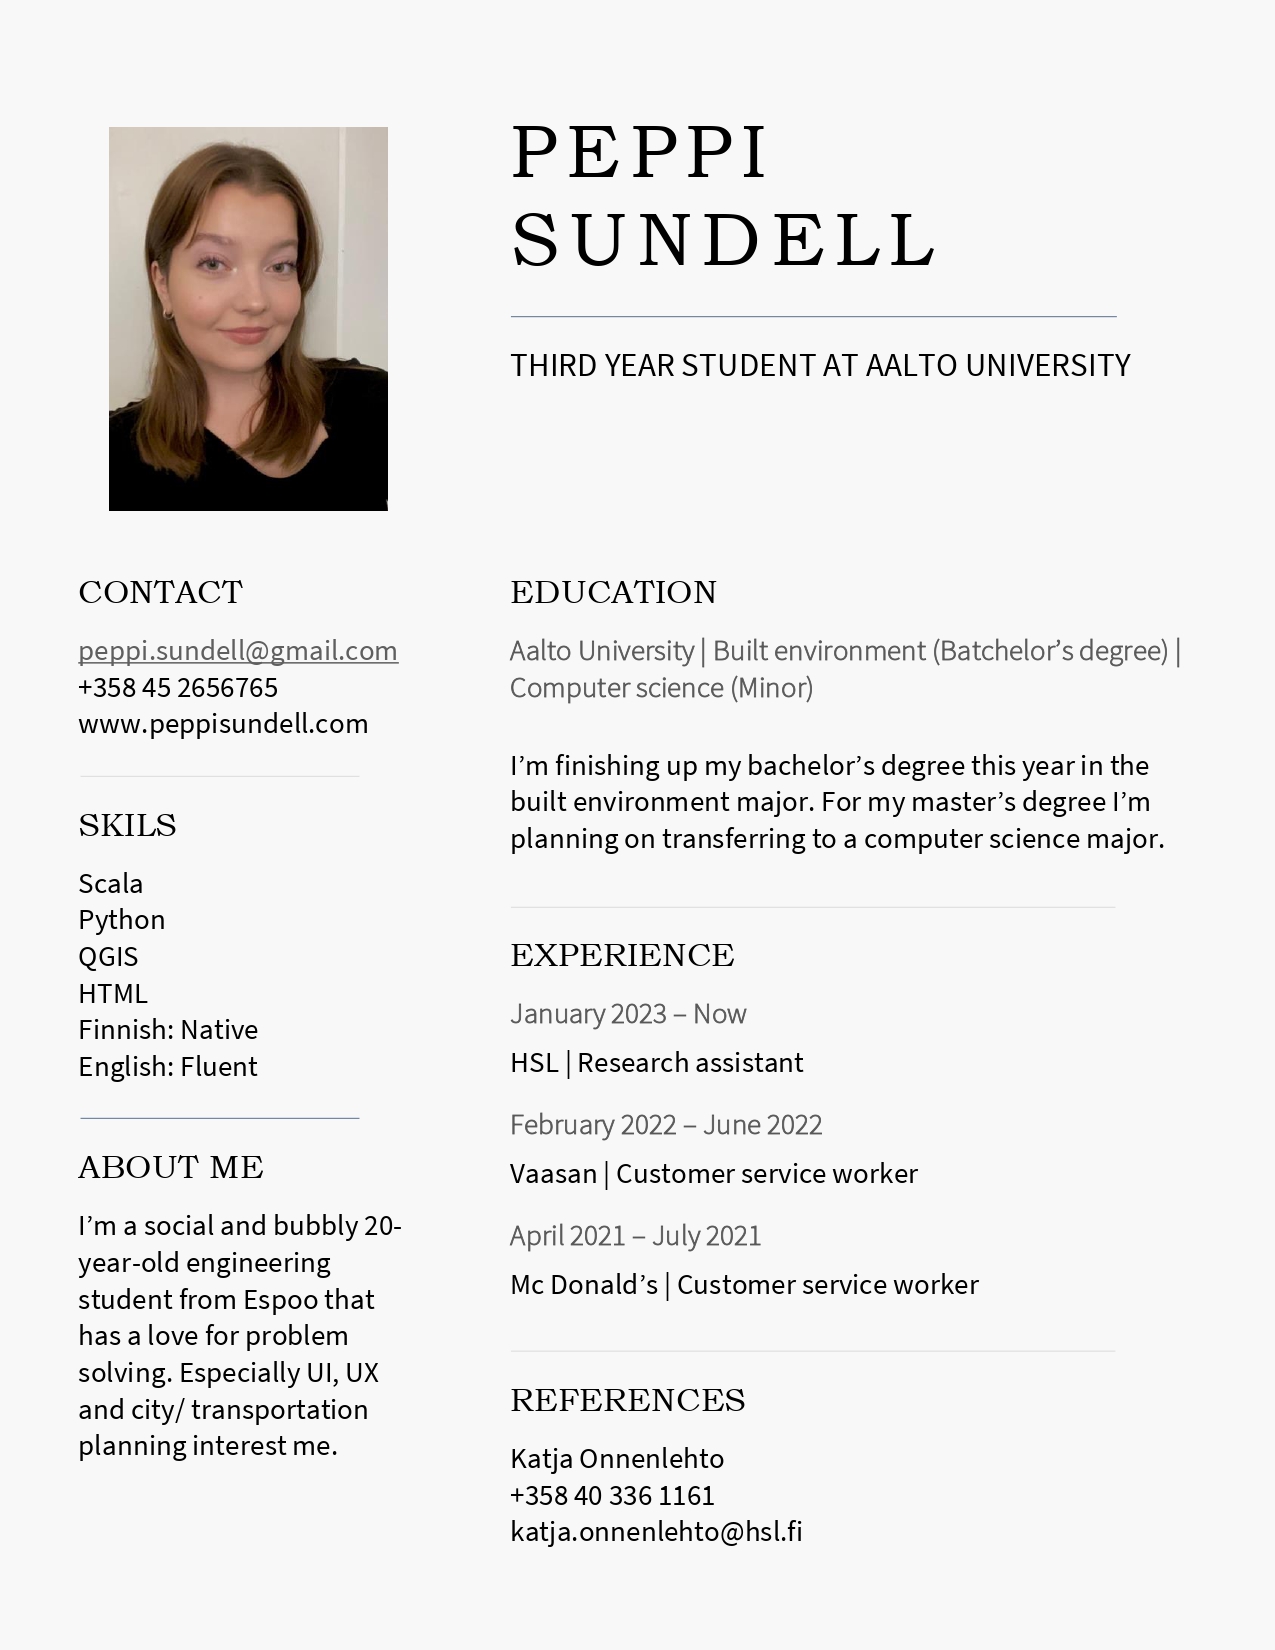 PEPPI
SUNDELL
THIRD YEAR STUDENT AT AALTO UNIVERSITY
CONTACT
peppi.sundell@gmail.com
+358 45 2656765
www.peppisundell.com
SKILS
Scala
Python
QGIS
HTML
Finnish: Native
English: Fluent
ABOUT ME
I’m a social and bubbly 20-
year-old engineering
student from Espoo that
has a love for problem
solving. Especially UI, UX
and city/ transportation
planning interest me.
EDUCATION
Aalto University | Built environment (Batchelor’s degree) |
Computer science (Minor)
I’m finishing up my bachelor’s degree this year in the
built environment major. For my master’s degree I’m
planning on transferring to a computer science major.
EXPERIENCE
January 2023 – Now
HSL | Research assistant
February 2022 – June 2022
Vaasan | Customer service worker
April 2021 – July 2021
Mc Donald’s | Customer service worker
REFERENCES
Katja Onnenlehto
+358 40 336 1161
katja.onnenlehto@hsl.fi